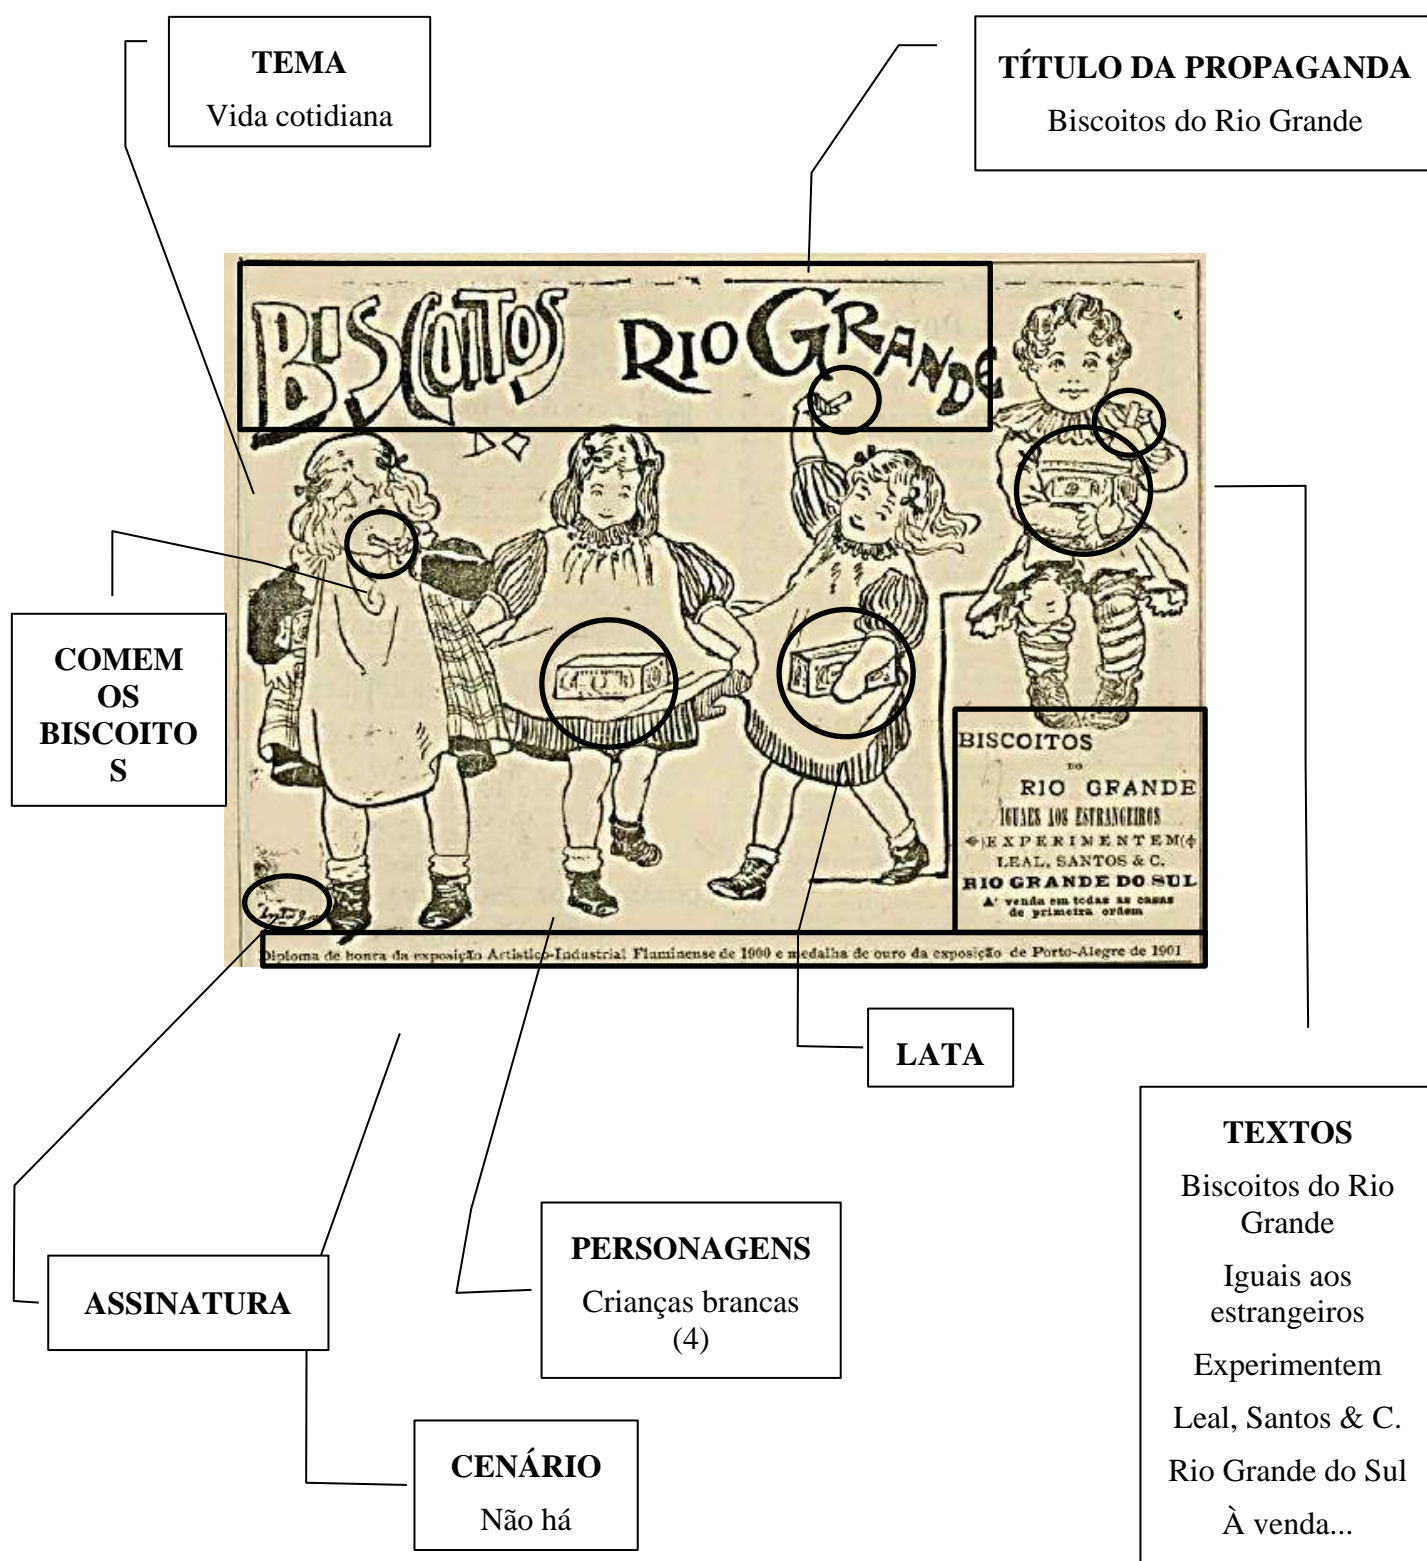 TEMA
Vida cotidiana
TÍTULO DA PROPAGANDA
Biscoitos do Rio Grande
BISCOITOS RIO GRANDE
COMEM
OS
BISCOITO
S
BISCOITOS
DO
RIO GRANDE
IGUAES AOS ESTRANGEIROS
EXPERIMENTEM
LEAL, SANTOS & C.
RIO GRANDE DO SUL
A' venda em todas as casas
de primeira ordem
Diploma de honra da exposição Artistico-Industrial Fluminense de 1900 e medalha de ouro da exposição de Porto-Alegre de 1901
LATA
TEXTOS
Biscoitos do Rio
Grande
Iguais aos
estrangeiros
Experimentem
Leal, Santos & C.
Rio Grande do Sul
À venda...
PERSONAGENS
Crianças brancas
(4)
ASSINATURA
CENÁRIO
Não há